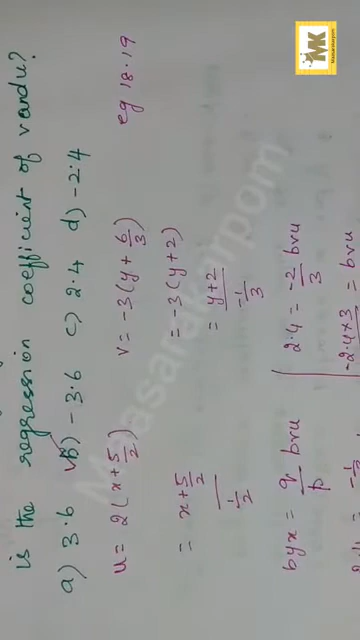 is the regression coefficient of v and u?
a) 3.6 b) -3.6 c) 2.4 d) -2.4
u = 2(x + 5/2) v = -3(y + 6/3) eg 18.19
= x + 5/2 / 1/2 = -3(y+2)
= y+2 / -1/3
byx = q/p bvu 2.4 = -2/3 bvu
-2.4×3 = bvu
MK
Maasarakarpom